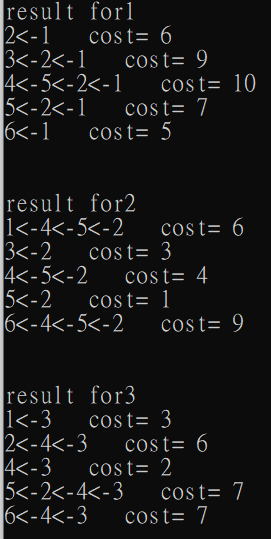 result for1
2<-1   cost= 6
3<-2<-1   cost= 9
4<-5<-2<-1   cost= 10
5<-2<-1   cost= 7
6<-1   cost= 5
result for2
1<-4<-5<-2   cost= 6
3<-2   cost= 3
4<-5<-2   cost= 4
5<-2   cost= 1
6<-4<-5<-2   cost= 9
result for3
1<-3   cost= 3
2<-4<-3   cost= 6
4<-3   cost= 2
5<-2<-4<-3   cost= 7
6<-4<-3   cost= 7